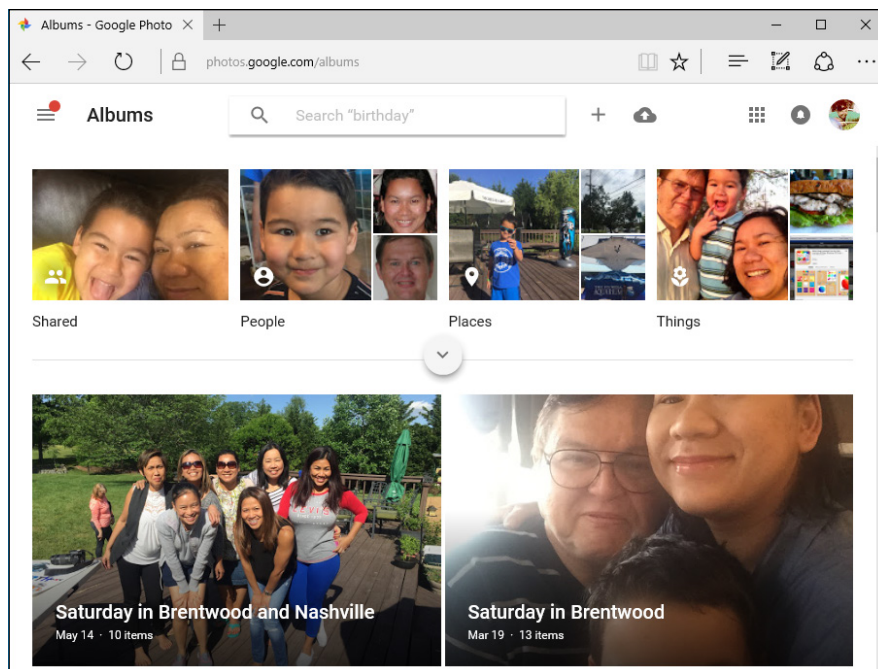 Albums - Google Photo
photos.google.com/albums
Albums
Search “birthday”
Shared
People
Places
Things
LEVI'S
Saturday in Brentwood and Nashville
May 14 · 10 items
Saturday in Brentwood
Mar 19 · 13 items